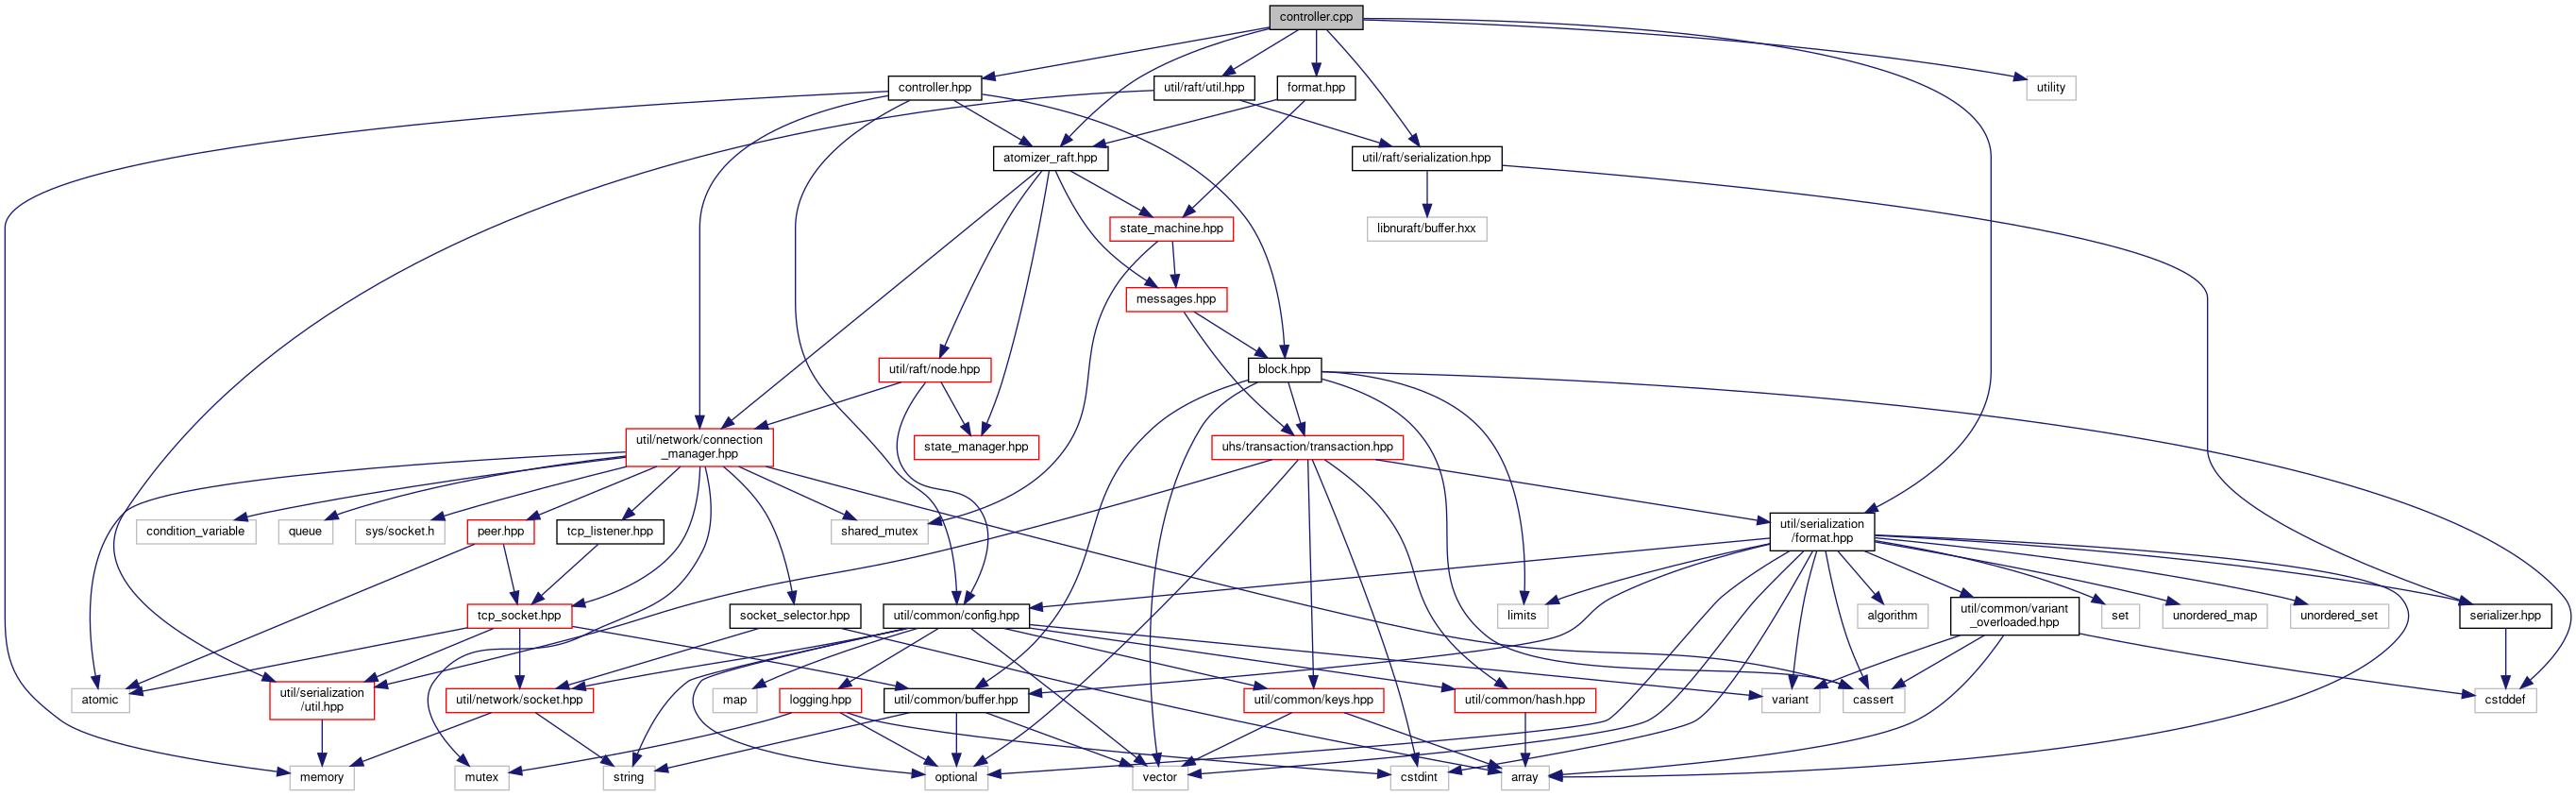 controller.cpp
controller.hpp
util/raft/util.hpp
format.hpp
utility
atomizer_raft.hpp
util/raft/serialization.hpp
state_machine.hpp
libnuraft/buffer.hxx
messages.hpp
util/raft/node.hpp
block.hpp
util/network/connection
_manager.hpp
state_manager.hpp
uhs/transaction/transaction.hpp
condition_variable
queue
sys/socket.h
peer.hpp
tcp_listener.hpp
shared_mutex
util/serialization
/format.hpp
tcp_socket.hpp
socket_selector.hpp
util/common/config.hpp
limits
algorithm
util/common/variant
_overloaded.hpp
set
unordered_map
unordered_set
serializer.hpp
atomic
util/serialization
/util.hpp
util/network/socket.hpp
map
logging.hpp
util/common/buffer.hpp
util/common/keys.hpp
util/common/hash.hpp
variant
cassert
cstddef
memory
mutex
string
optional
vector
cstdint
array